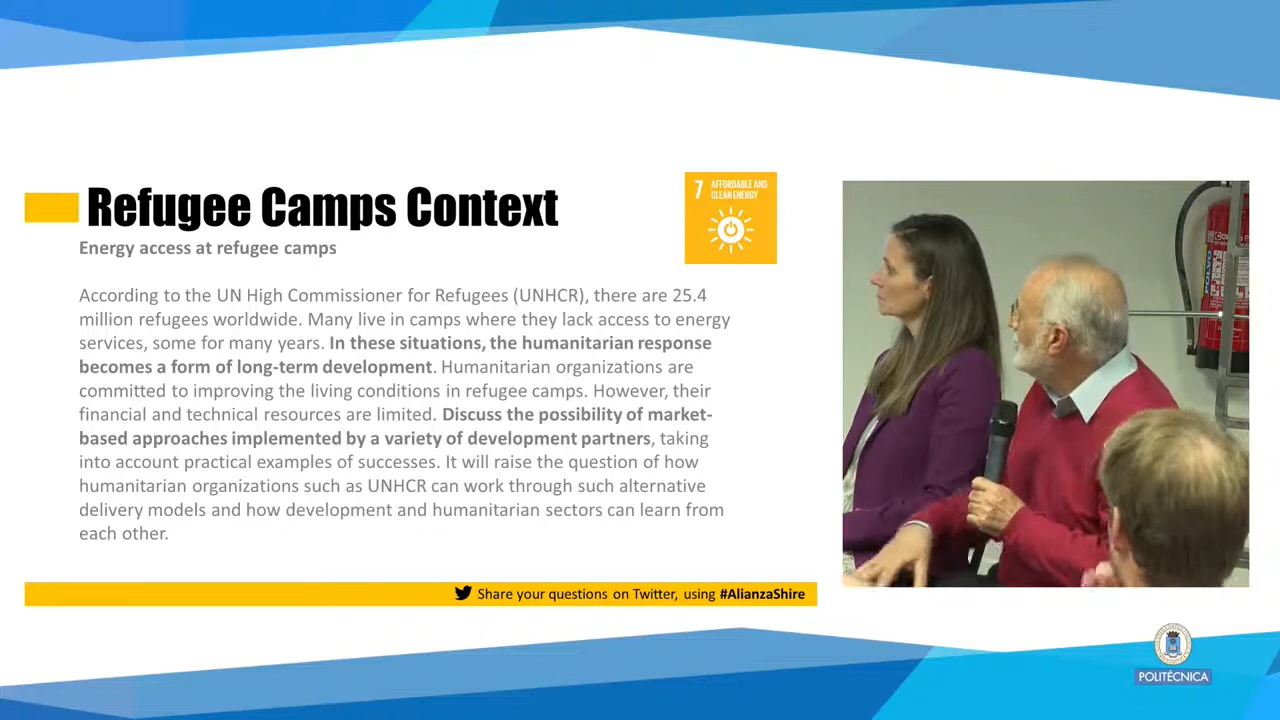 Refugee Camps Context
7 AFFORDABLE AND
CLEAN ENERGY
Energy access at refugee camps
According to the UN High Commissioner for Refugees (UNHCR), there are 25.4
million refugees worldwide. Many live in camps where they lack access to energy
services, some for many years. In these situations, the humanitarian response
becomes a form of long-term development. Humanitarian organizations are
committed to improving the living conditions in refugee camps. However, their
financial and technical resources are limited. Discuss the possibility of market-
based approaches implemented by a variety of development partners, taking
into account practical examples of successes. It will raise the question of how
humanitarian organizations such as UNHCR can work through such alternative
delivery models and how development and humanitarian sectors can learn from
each other.
Share your questions on Twitter, using #AlianzaShire
POLVO
POLITÉCNICA